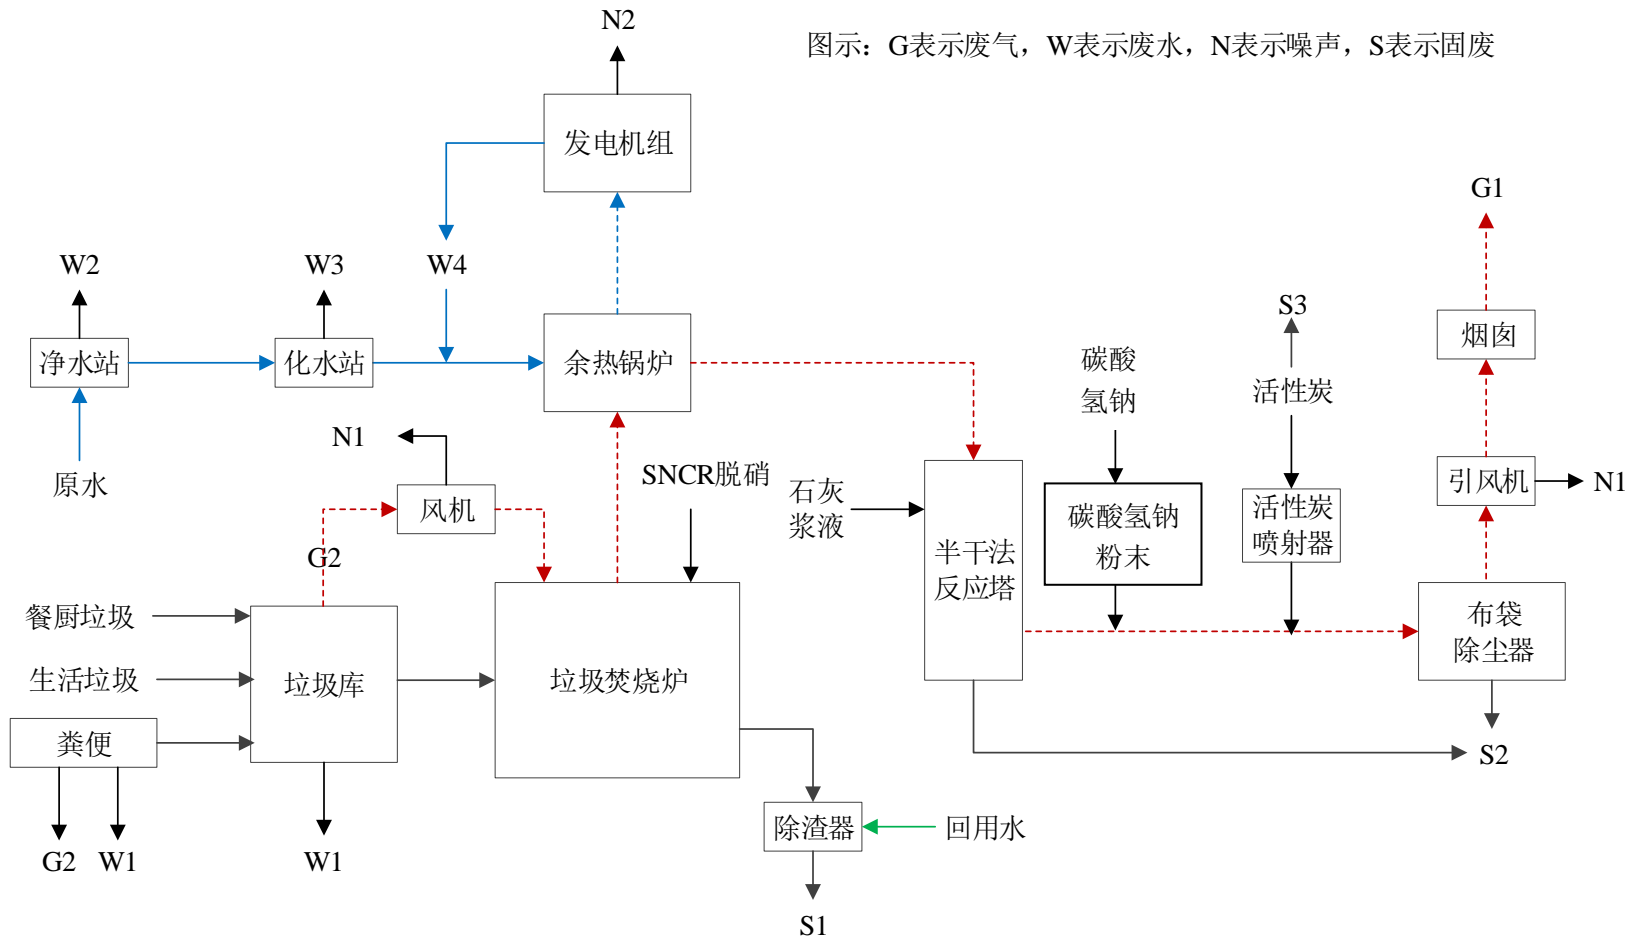 N2
图示：G表示废气，W表示废水，N表示噪声，S表示固废
发电机组
G1
W2
W3
W4
S3
净水站
化水站
余热锅炉
碳酸
氢钠
活性炭
烟囱
原水
N1
风机
SNCR脱硝
石灰
浆液
碳酸氢钠
粉末
活性炭
喷射器
引风机
N1
G2
半干法
反应塔
餐厨垃圾
生活垃圾
粪便
垃圾库
垃圾焚烧炉
布袋
除尘器
S2
G2
W1
W1
除渣器
回用水
S1